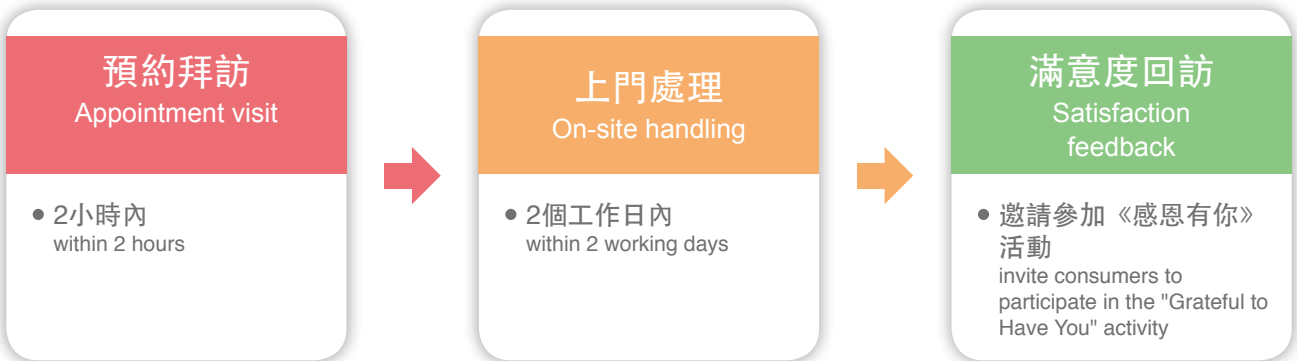 預約拜訪
Appointment visit
• 2小時內
within 2 hours
上門處理
On-site handling
• 2個工作日內
within 2 working days
滿意度回訪
Satisfaction
feedback
• 邀請參加《感恩有你》
活動
invite consumers to
participate in the "Grateful to
Have You" activity